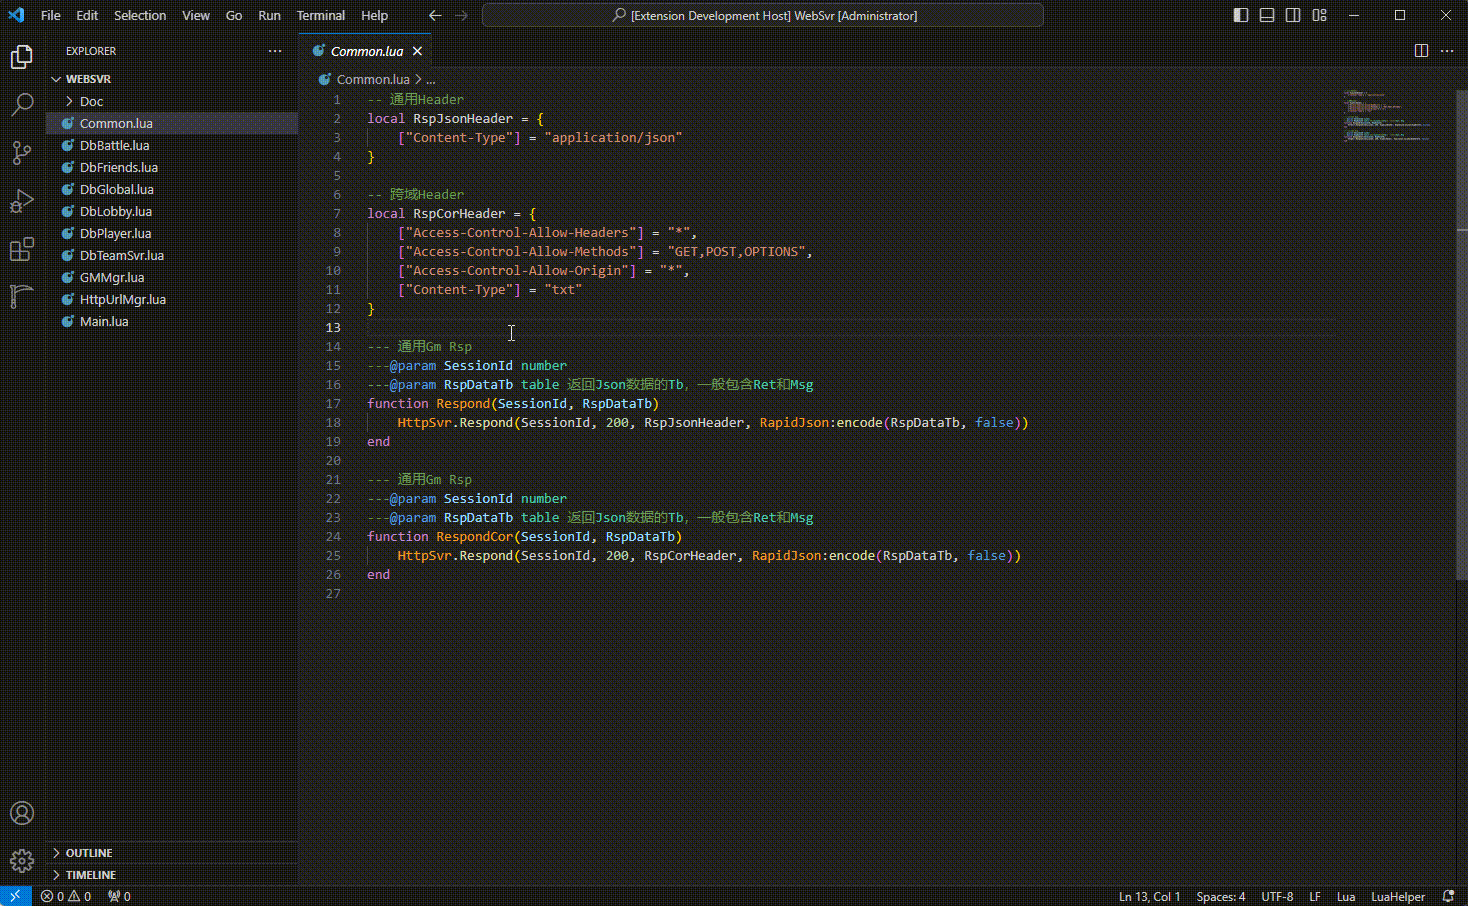 File Edit Selection View Go Run Terminal Help
[Extension Development Host] WebSvr [Administrator]
EXPLORER
WEBSVR
Doc
Common.lua
DbBattle.lua
DbFriends.lua
DbGlobal.lua
DbLobby.lua
DbPlayer.lua
DbTeamSvr.lua
GMMgr.lua
HttpUrlMgr.lua
Main.lua
OUTLINE
TIMELINE
Common.lua
Common.lua > ...
1 -- 通用Header
2 local RspJsonHeader = {
3 ["Content-Type"] = "application/json"
4 }
5
6 -- 跨域Header
7 local RspCorHeader = {
8 ["Access-Control-Allow-Headers"] = "*",
9 ["Access-Control-Allow-Methods"] = "GET,POST,OPTIONS",
10 ["Access-Control-Allow-Origin"] = "*",
11 ["Content-Type"] = "txt"
12 }
13
14 --- 通用Gm Rsp
15 ---@param SessionId number
16 ---@param RspDataTb table 返回Json数据的Tb，一般包含Ret和Msg
17 function Respond(SessionId, RspDataTb)
18 HttpSvr.Respond(SessionId, 200, RspJsonHeader, RapidJson:encode(RspDataTb, false))
19 end
20
21 --- 通用Gm Rsp
22 ---@param SessionId number
23 ---@param RspDataTb table 返回Json数据的Tb，一般包含Ret和Msg
24 function RespondCor(SessionId, RspDataTb)
25 HttpSvr.Respond(SessionId, 200, RspCorHeader, RapidJson:encode(RspDataTb, false))
26 end
27
0 0 0
Ln 13, Col 1 Spaces: 4 UTF-8 LF Lua LuaHelper